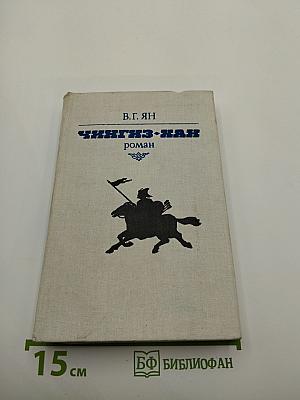 В.Г. ЯН
ЧИНГИЗ-ХАН
роман
15 см
БФ БИБЛИОФАН